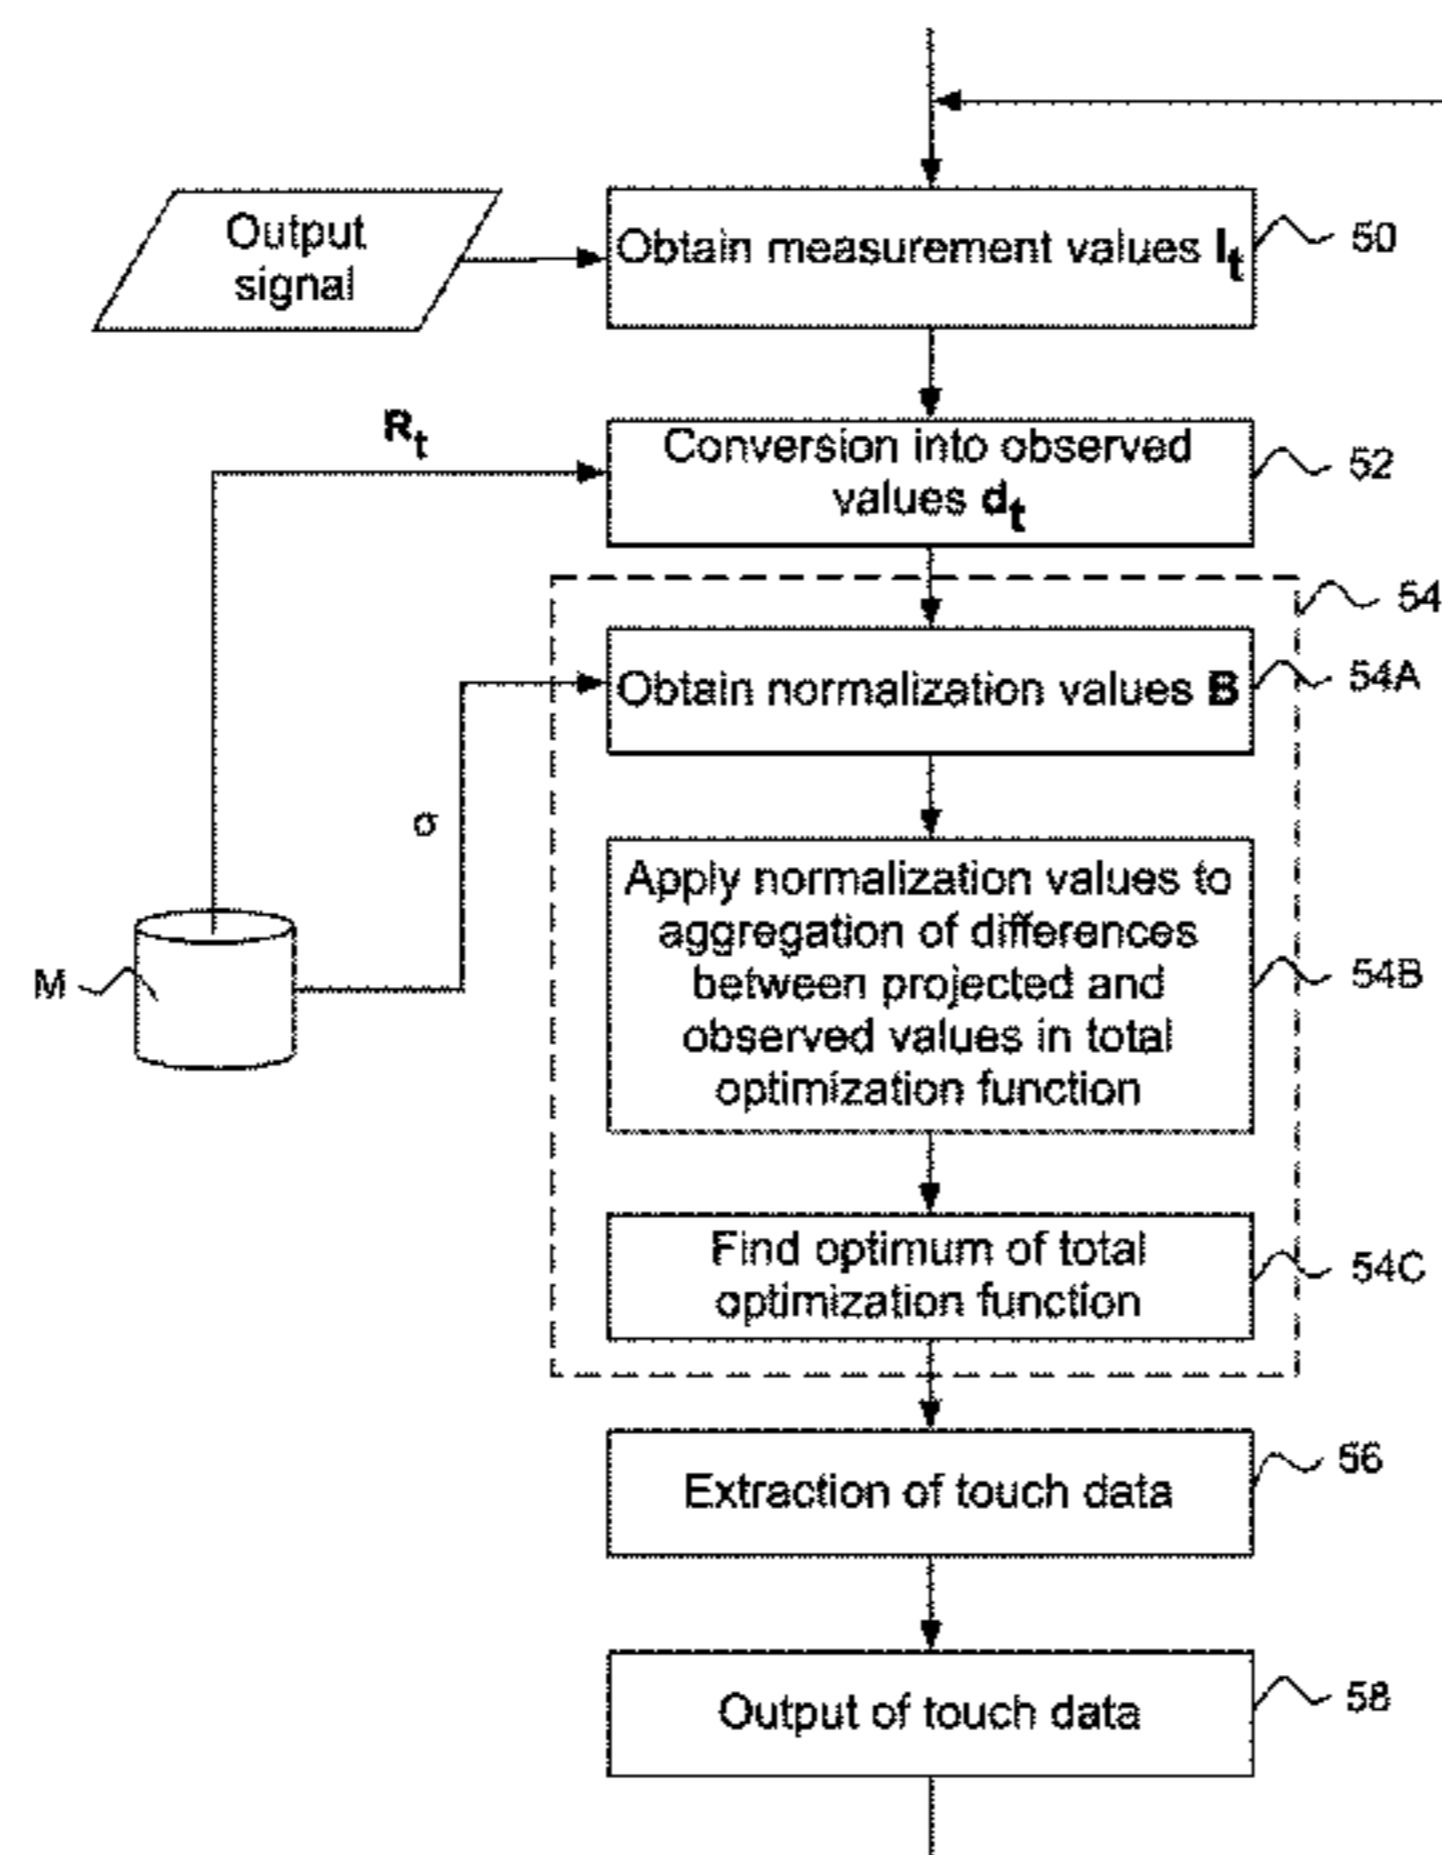 Output
signal
Obtain measurement values It
50
Rt
Conversion into observed
values dt
52
54
Obtain normalization values B
54A
σ
Apply normalization values to
aggregation of differences
between projected and
observed values in total
optimization function
54B
M
Find optimum of total
optimization function
54C
Extraction of touch data
56
Output of touch data
58